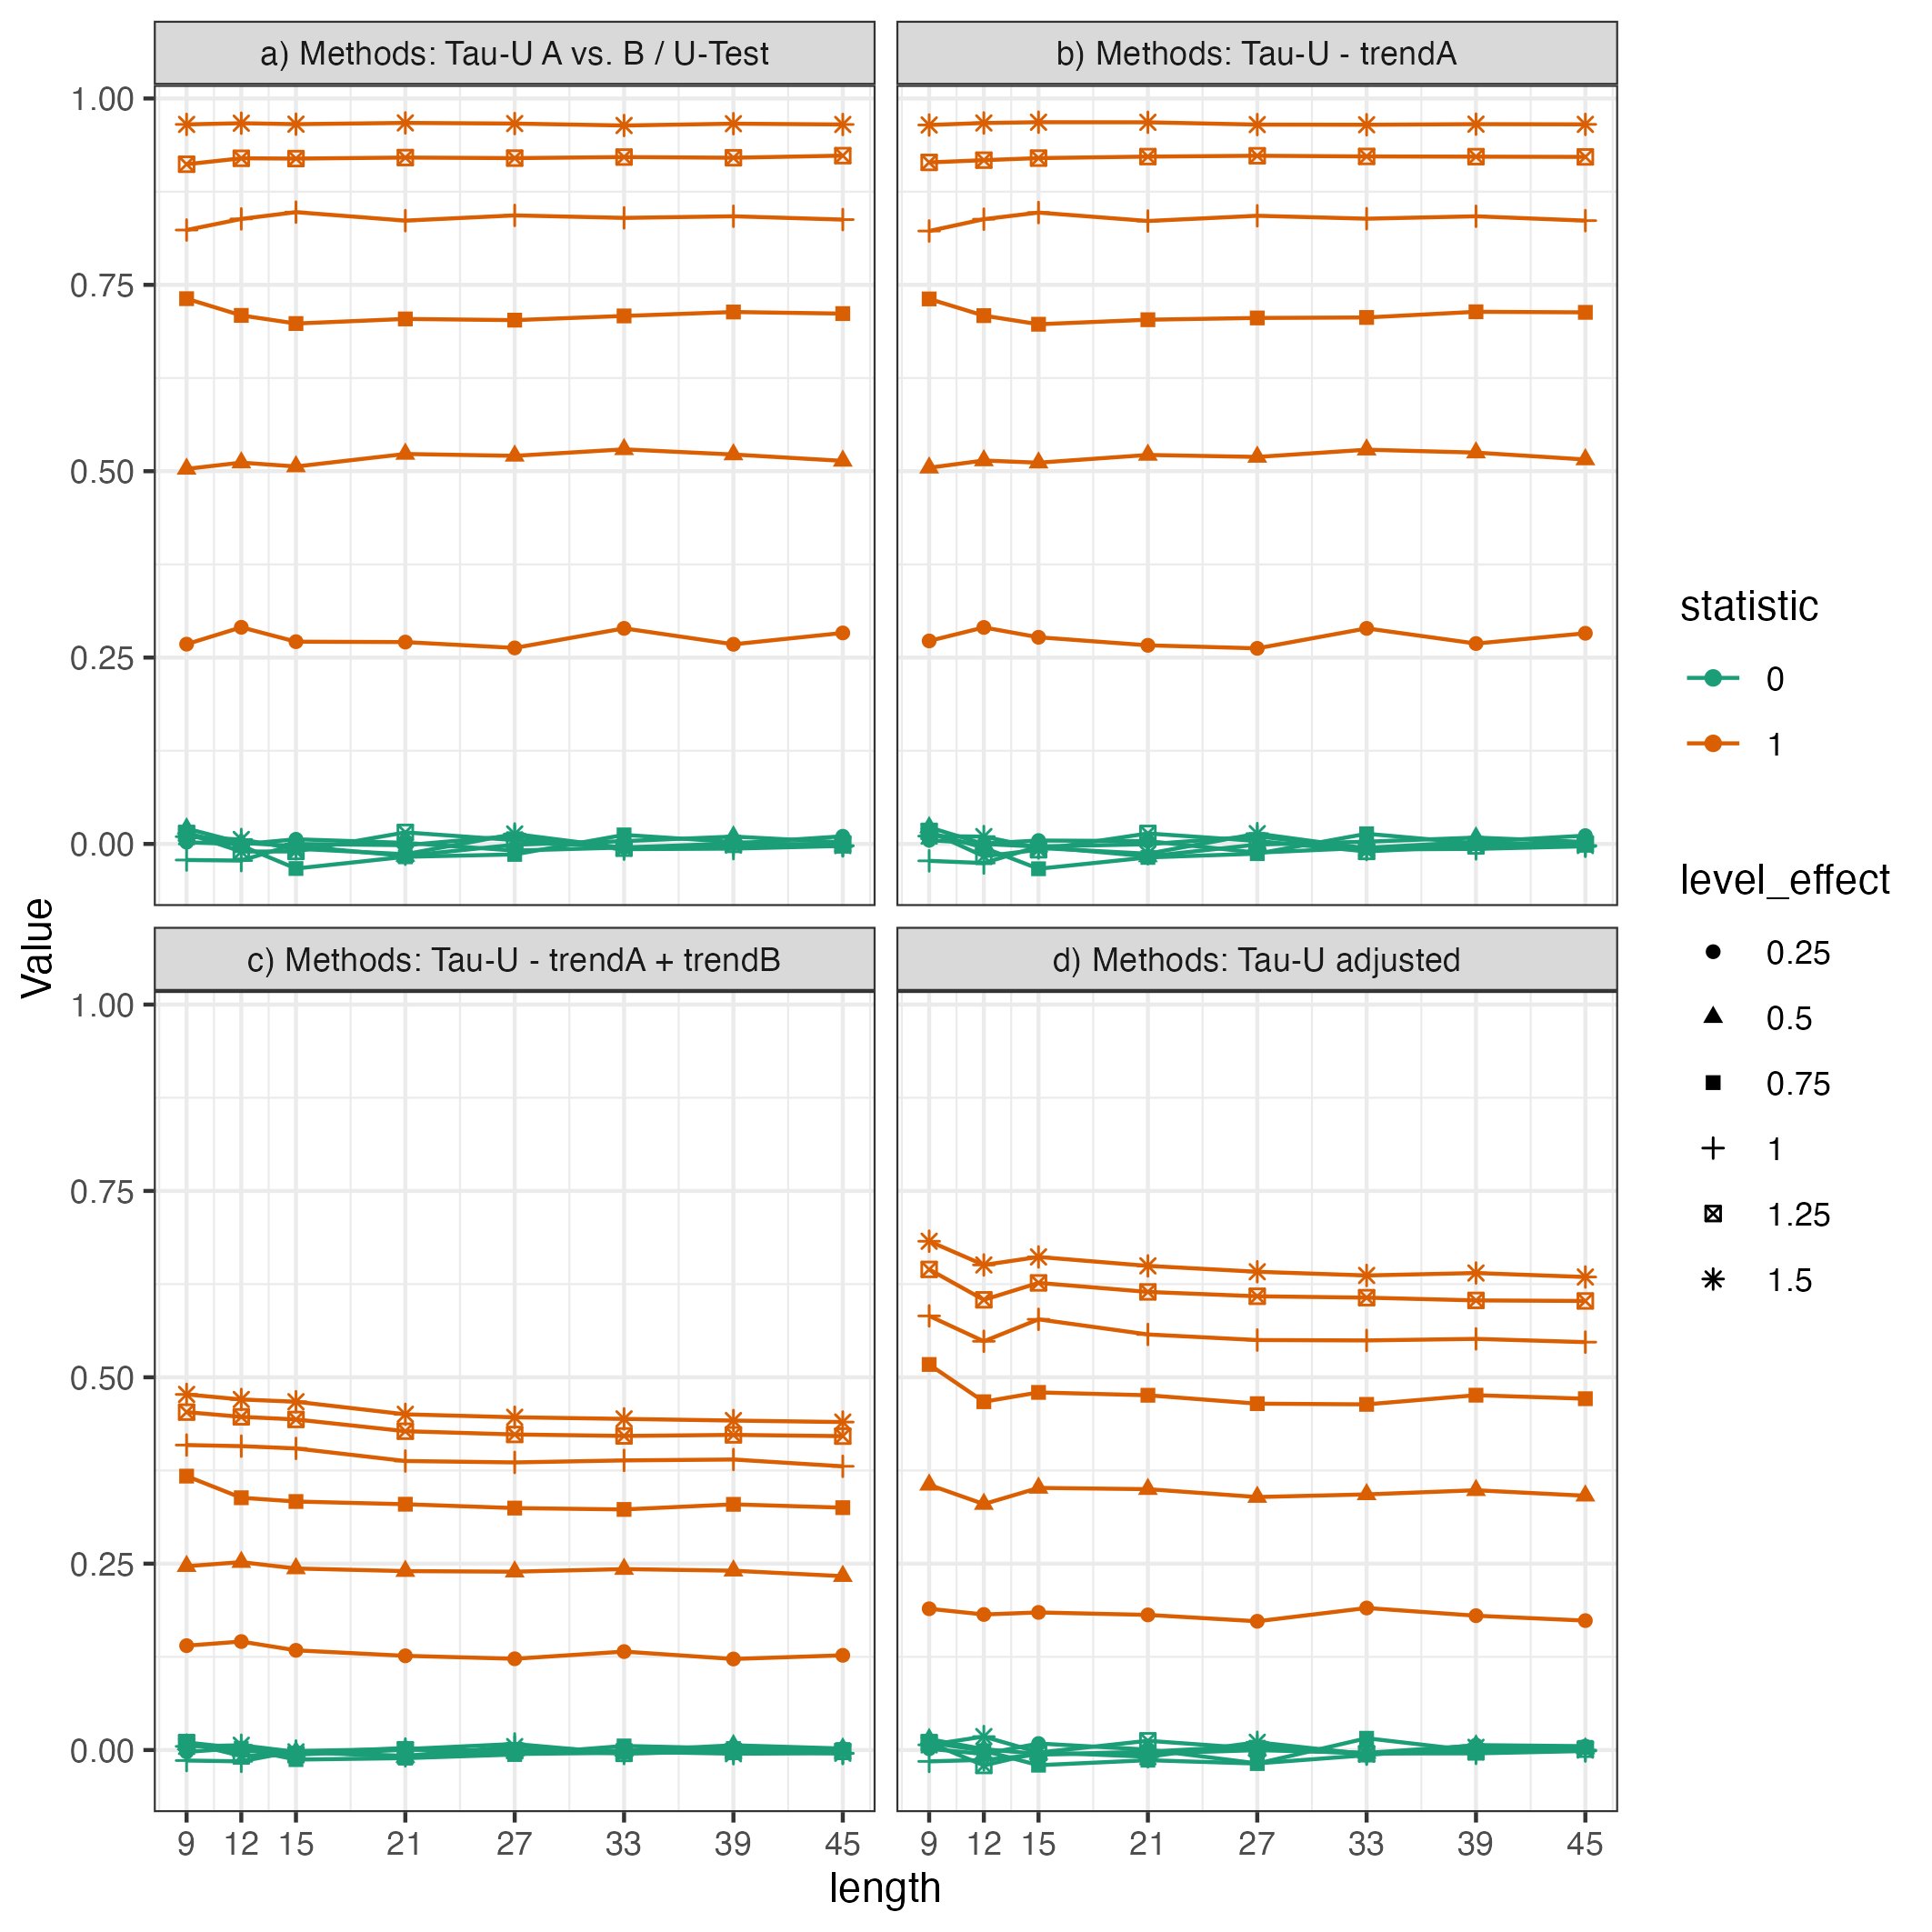 a) Methods: Tau-U A vs. B / U-Test
b) Methods: Tau-U - trendA
1.00
0.75
0.50
0.25
0.00
c) Methods: Tau-U - trendA + trendB
d) Methods: Tau-U adjusted
1.00
0.75
0.50
0.25
0.00
9 12 15 21 27 33 39 45
9 12 15 21 27 33 39 45
length
Value
statistic
0
1
level_effect
0.25
0.5
0.75
1
1.25
1.5